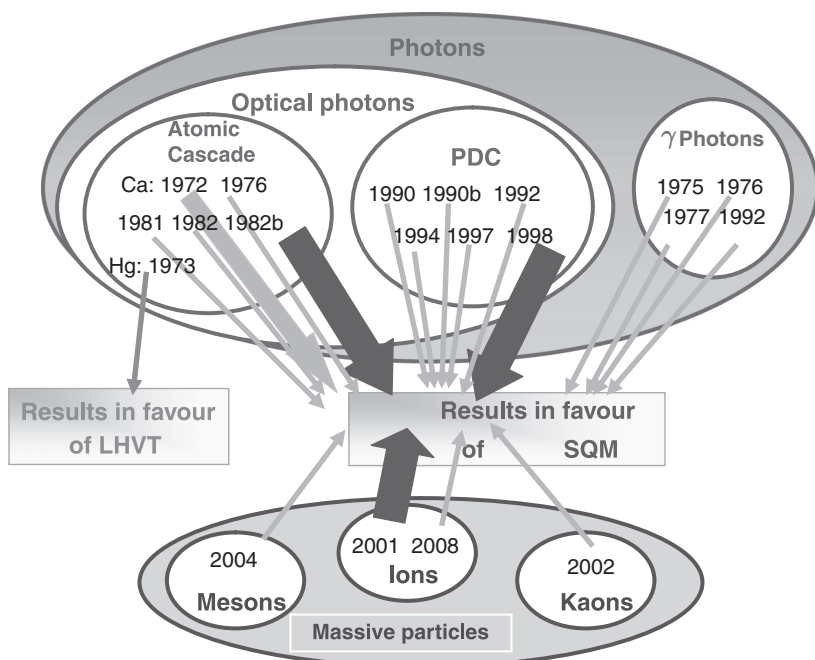 Photons
Optical photons
Atomic
Cascade
Ca: 1972 1976
1981 1982 1982b
Hg: 1973
PDC
1990 1990b 1992
1994 1997 1998
γ Photons
1975 1976
1977 1992
Results in favour
of LHVT
Results in favour
of SQM
2004
Mesons
2001 2008
Ions
2002
Kaons
Massive particles